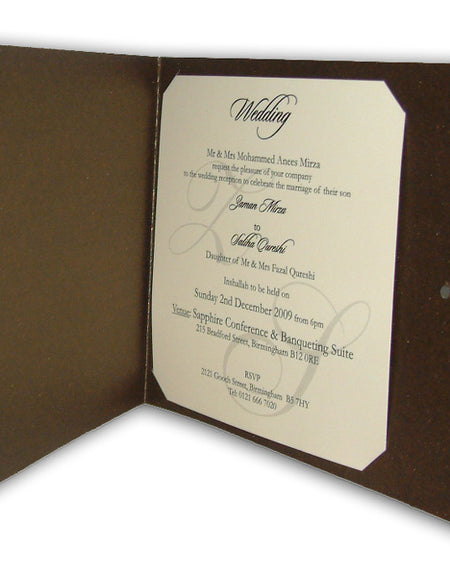 Wedding
Mr & Mrs Mohammed Anees Mirza
request the pleasure of your company
to the wedding reception to celebrate the marriage of their son
Zaman Mirza
to
Saliha Qureshi
Daughter of Mr & Mrs Fazal Qureshi
Inshallah to be held on
Sunday 2nd December 2009 from 6pm
Venue: Sapphire Conference & Banqueting Suite
215 Bradford Street, Birmingham B12 0RE
RSVP
2121 Gooch Street, Birmingham B5 7HY
Tel: 0121 666 7020
Z
S